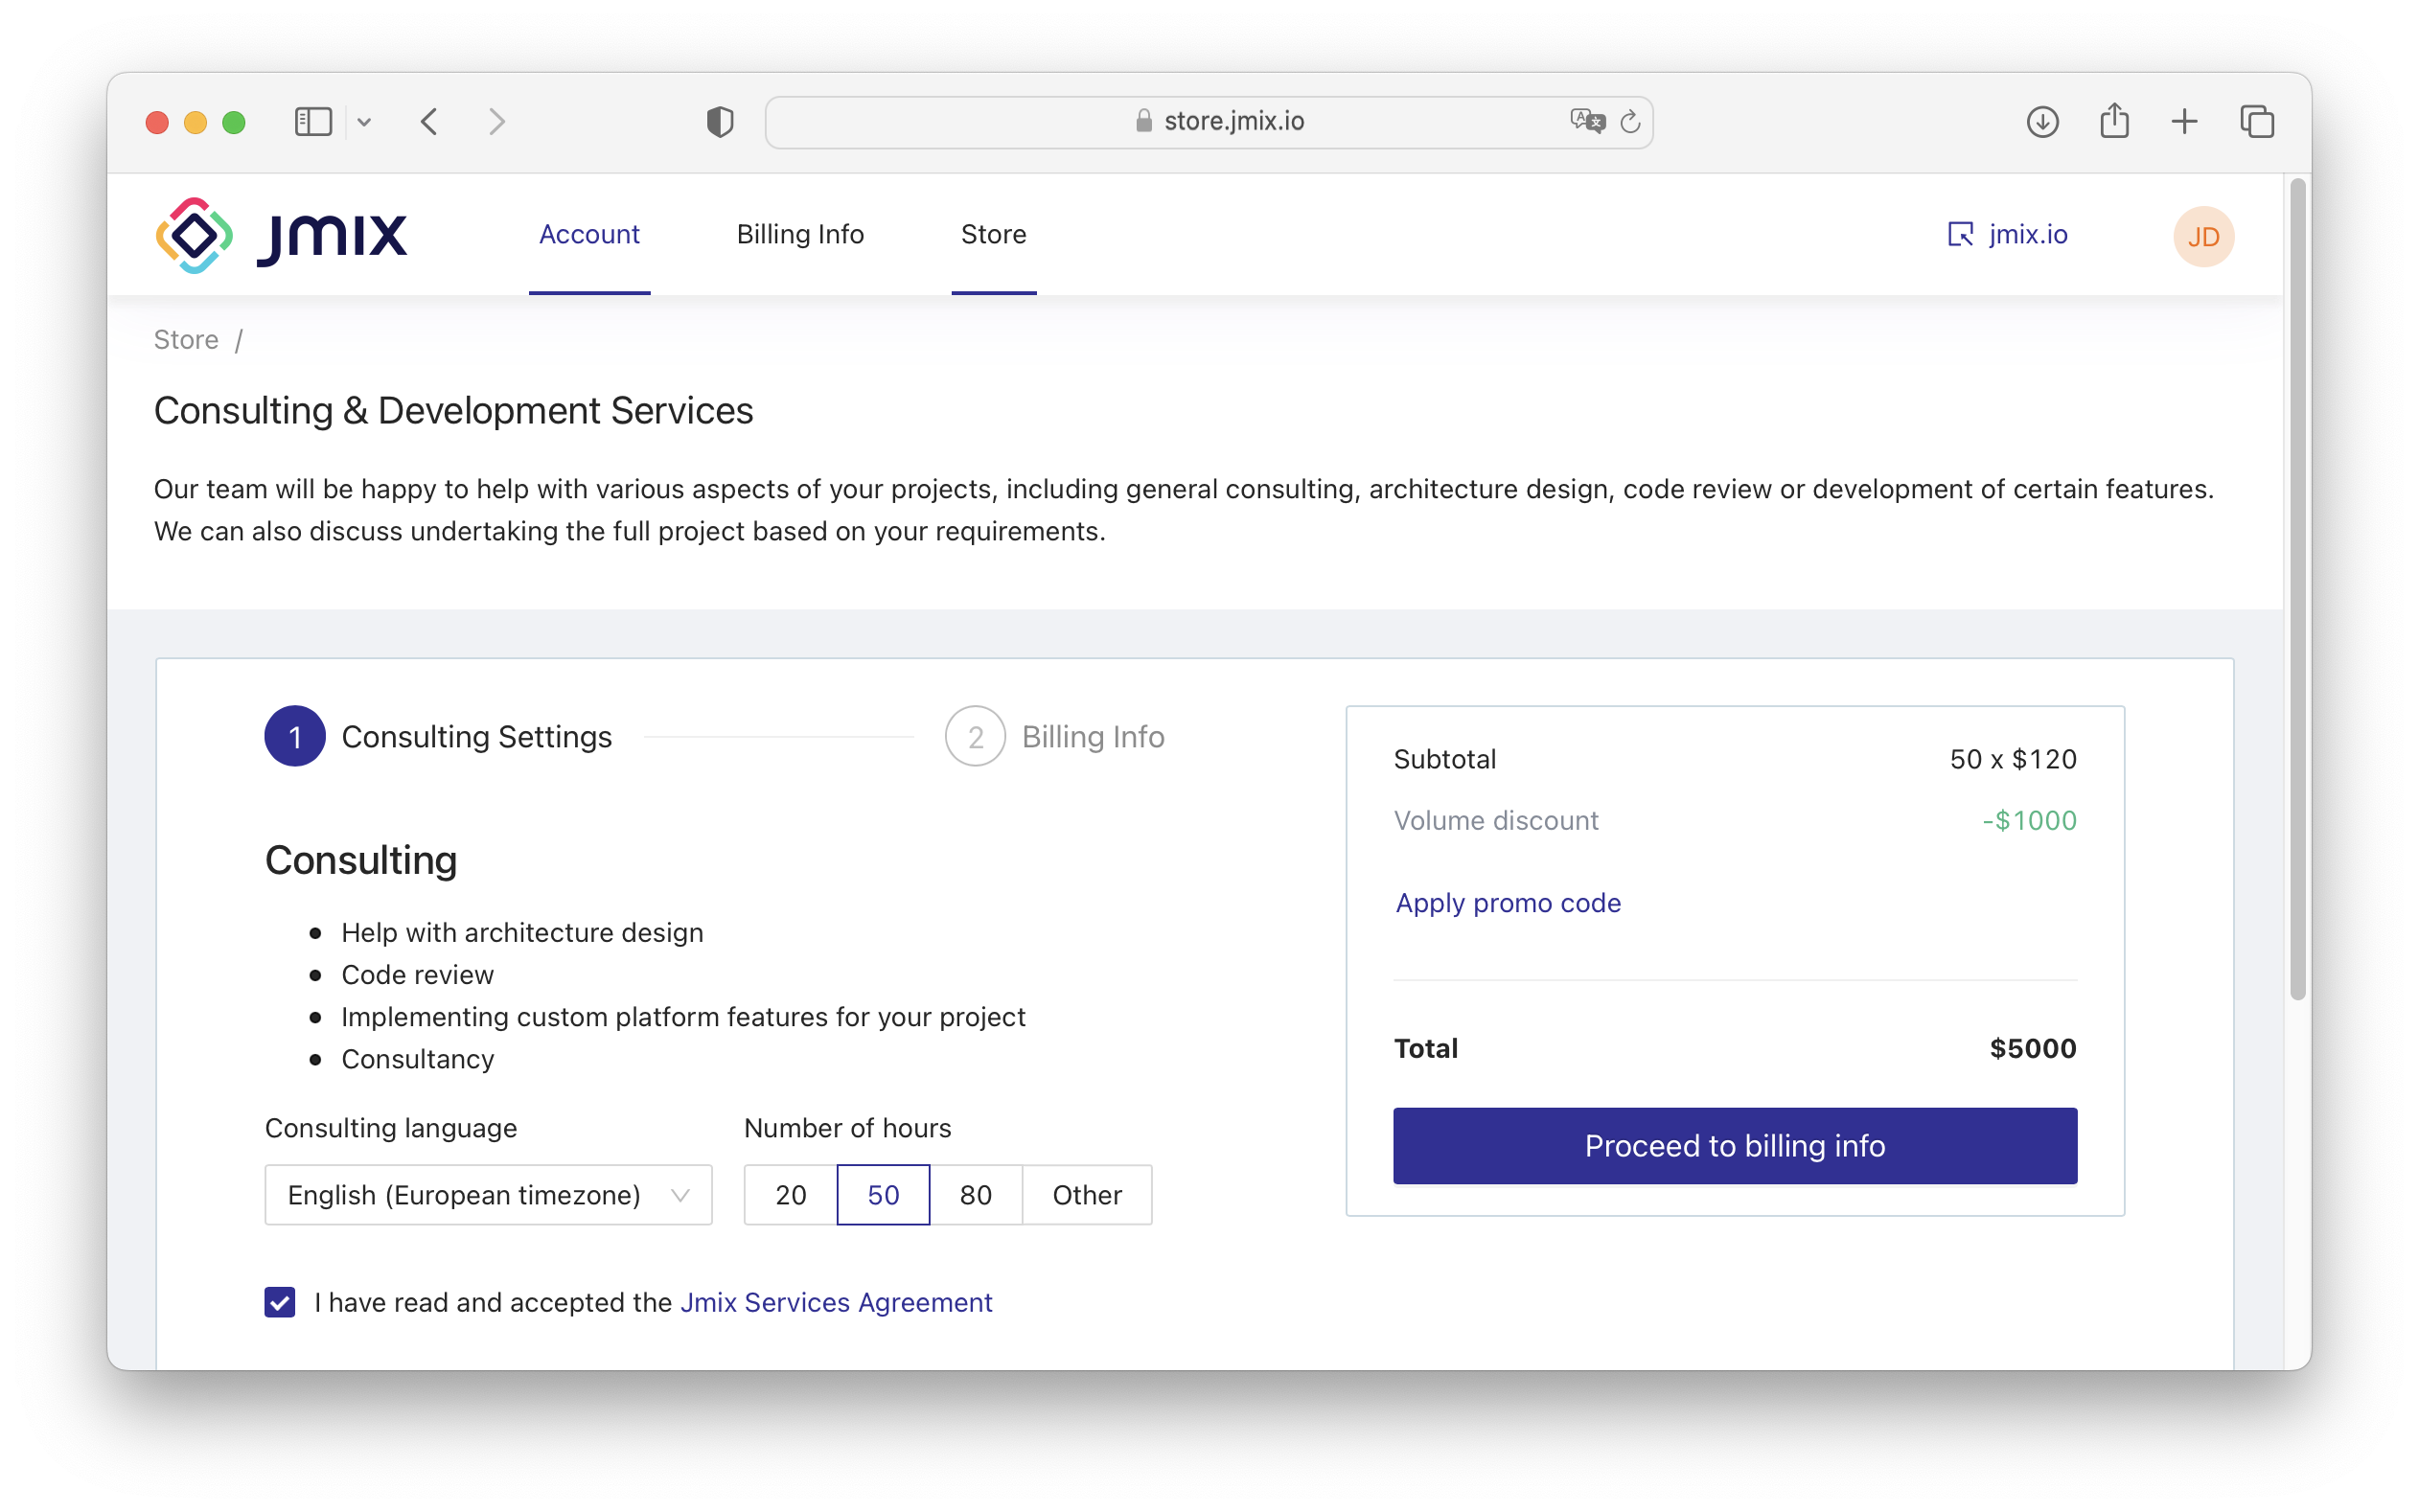 store.jmix.io
Jmix
Account
Billing Info
Store
jmix.io
JD
Store /
Consulting & Development Services
Our team will be happy to help with various aspects of your projects, including general consulting, architecture design, code review or development of certain features.
We can also discuss undertaking the full project based on your requirements.
1 Consulting Settings
2 Billing Info
Consulting
Help with architecture design
Code review
Implementing custom platform features for your project
Consultancy
Consulting language
Number of hours
English (European timezone)
20 50 80 Other
I have read and accepted the Jmix Services Agreement
Subtotal 50 x $120
Volume discount -$1000
Apply promo code
Total $5000
Proceed to billing info